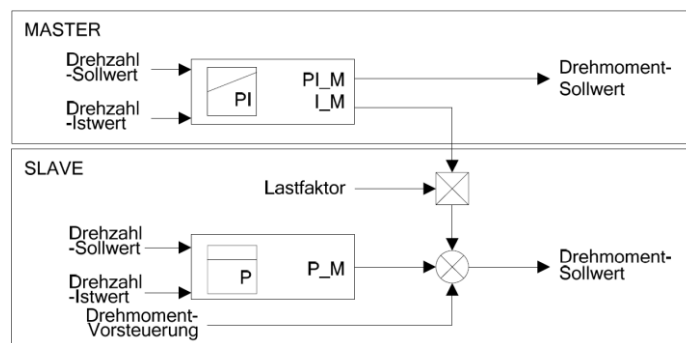 MASTER
Drehzahl
-Sollwert
Drehzahl
-Istwert
PI
PI_M
I_M
Drehmoment-
Sollwert
SLAVE
Lastfaktor
Drehzahl
-Sollwert
Drehzahl
-Istwert
P
P_M
Drehmoment-
Sollwert
Drehmoment-
Vorsteuerung